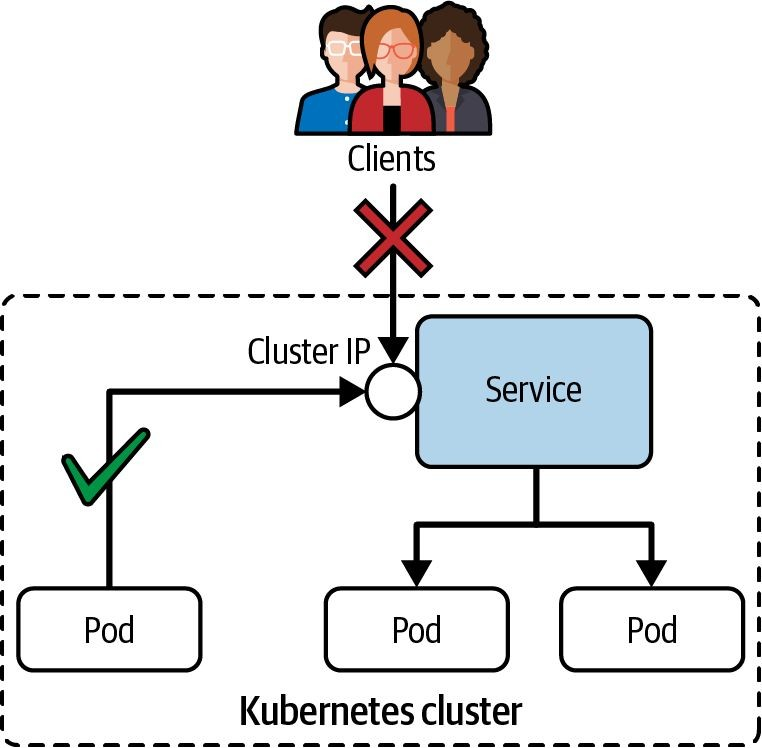 Clients
Cluster IP
Service
Pod
Pod
Pod
Kubernetes cluster